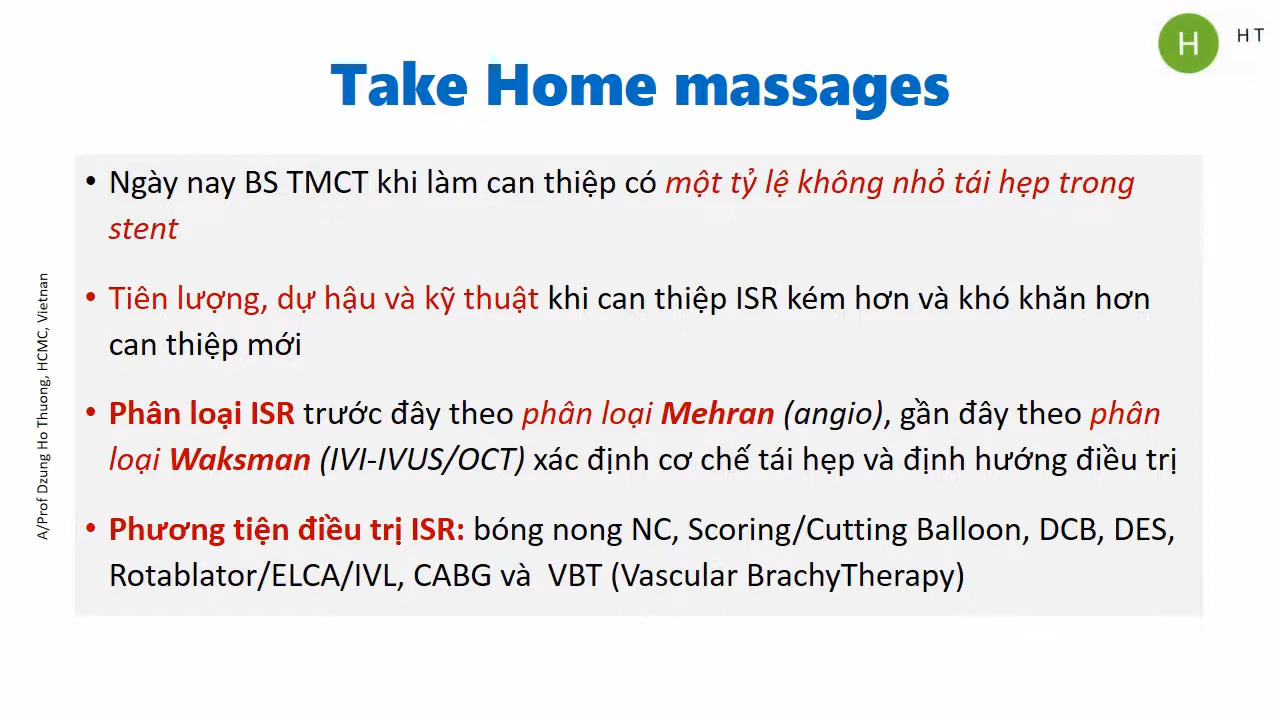 H
H T
Take Home massages
• Ngày nay BS TMCT khi làm can thiệp có một tỷ lệ không nhỏ tái hẹp trong
stent
• Tiên lượng, dự hậu và kỹ thuật khi can thiệp ISR kém hơn và khó khăn hơn
can thiệp mới
• Phân loại ISR trước đây theo phân loại Mehran (angio), gần đây theo phân
loại Waksman (IVI-IVUS/OCT) xác định cơ chế tái hẹp và định hướng điều trị
• Phương tiện điều trị ISR: bóng nong NC, Scoring/Cutting Balloon, DCB, DES,
Rotablator/ELCA/IVL, CABG và VBT (Vascular BrachyTherapy)
A/Prof Dzung Ho Thuong, HCMC, Vietnan